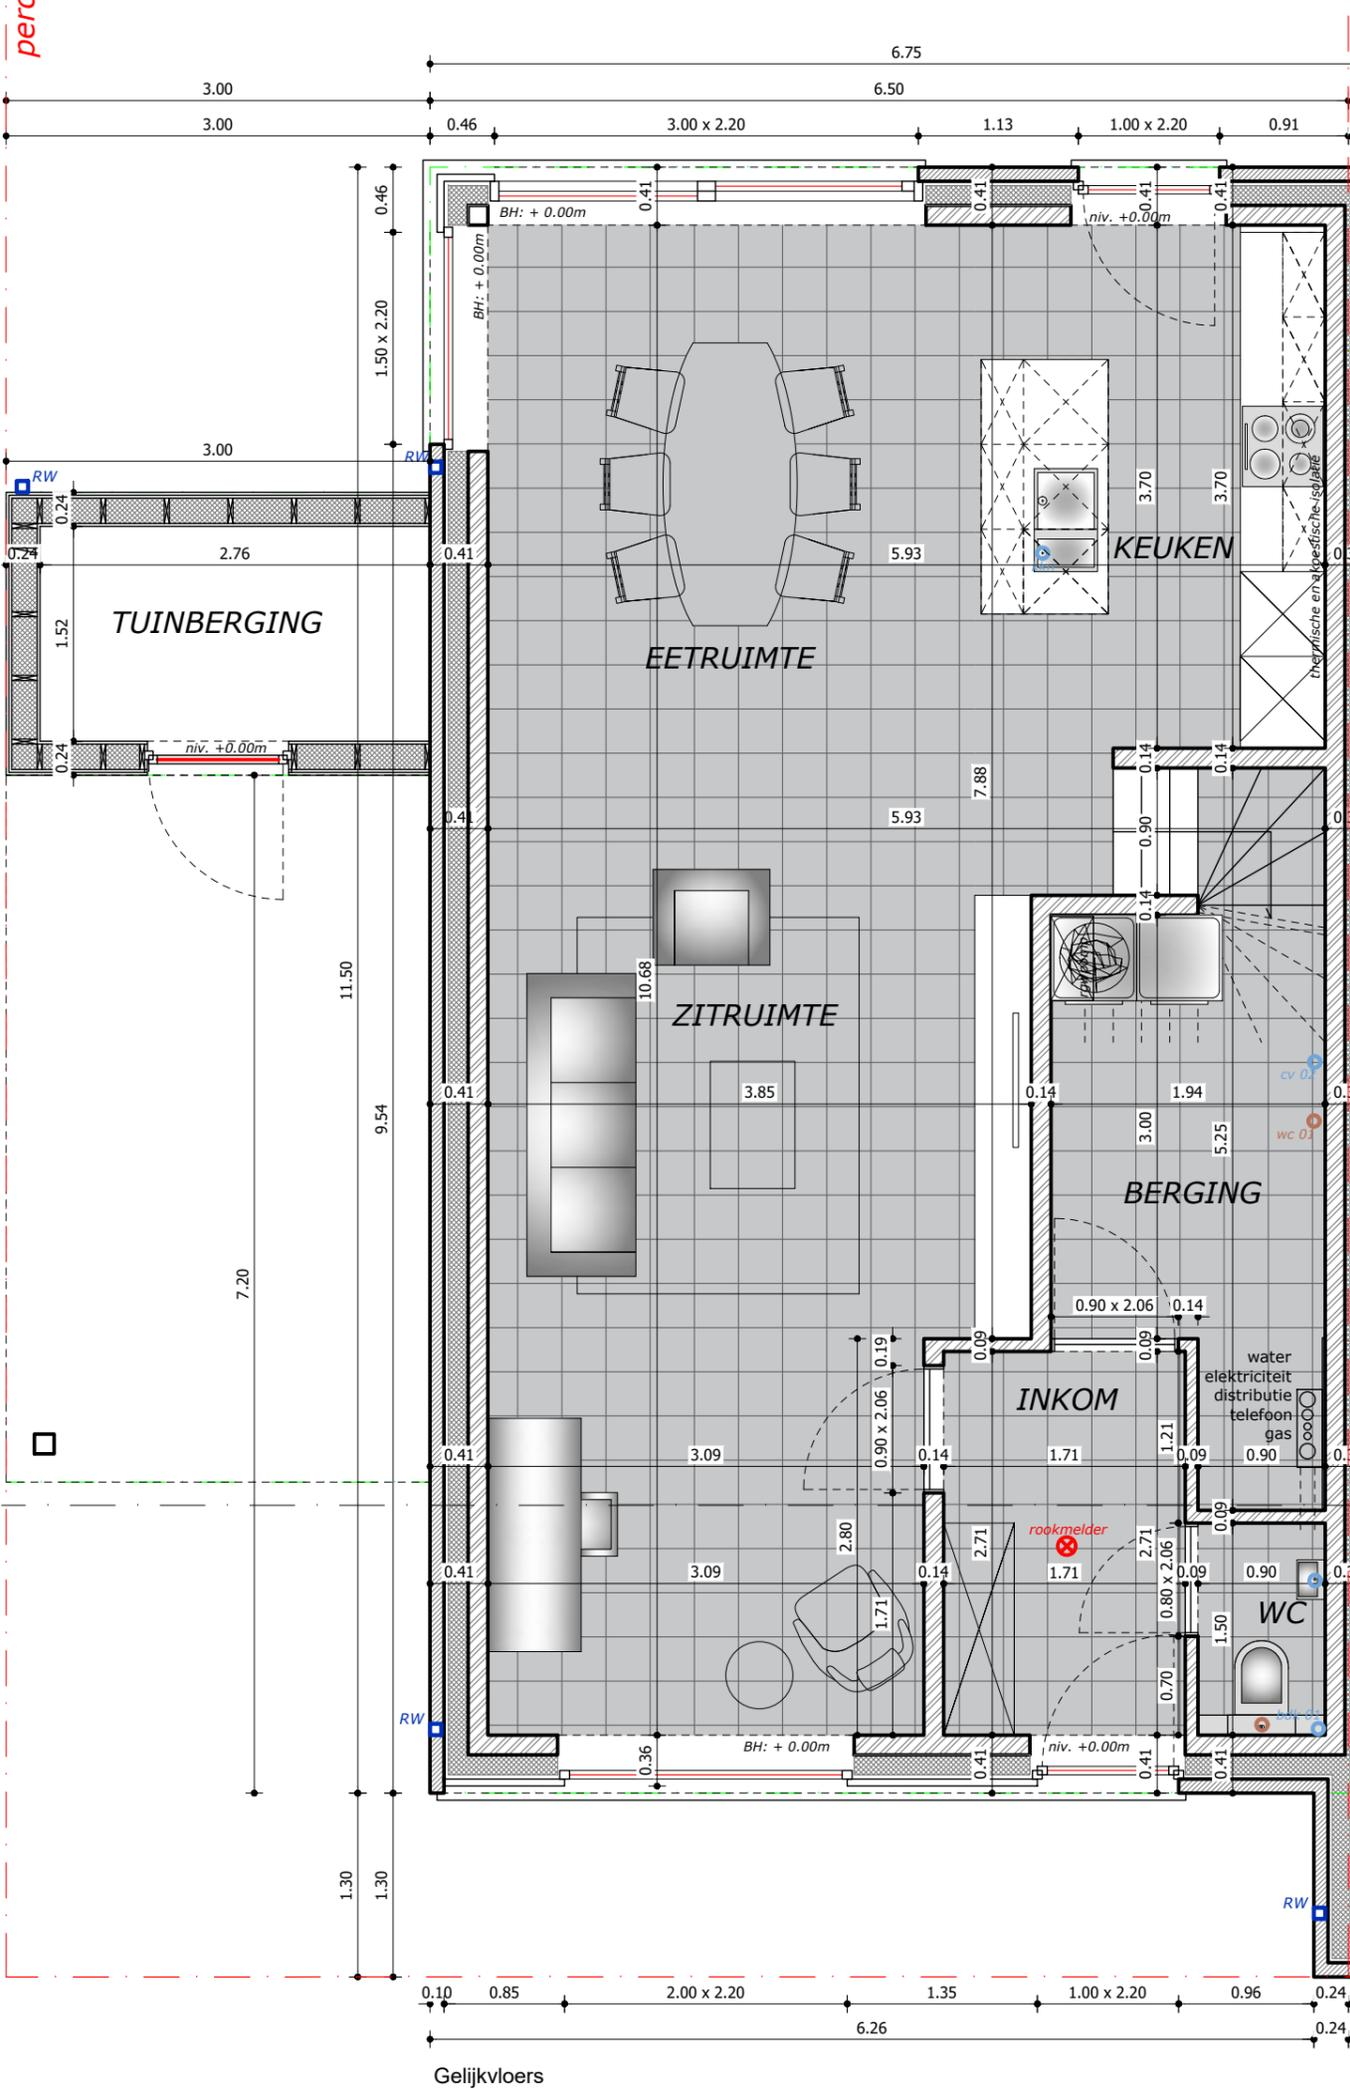 perc
6.75
3.00
6.50
3.00
0.46
3.00 x 2.20
1.13
1.00 x 2.20
0.91
0.46
0.41
0.41
0.41
0.41
BH: + 0.00m
niv. +0.00m
BH: + 0.00m
1.50 x 2.20
3.00
RW
RW
0.24
0.24
2.76
0.41
5.93
3.70
3.70
KEUKEN
thermische en akoestische isolatie
TUINBERGING
1.52
EETRUIMTE
niv. +0.00m
0.24
0.14
0.14
7.88
0.41
5.93
0.90
0.14
11.50
10.68
ZITRUIMTE
cv 02
0.41
3.85
0.14
1.94
9.54
3.00
5.25
wc 01
BERGING
7.20
0.90 x 2.06
0.14
0.19
0.09
0.09
water
elektriciteit
distributie
telefoon
gas
INKOM
0.90 x 2.06
1.21
0.41
3.09
0.14
1.71
0.09
0.90
0.09
rookmelder
2.80
2.71
2.71
0.80 x 2.06
0.41
3.09
0.14
1.71
0.09
0.90
WC
1.71
1.50
0.70
RW
bdk 01
BH: + 0.00m
niv. +0.00m
0.36
0.41
0.41
0.41
1.30
1.30
RW
0.10
0.85
2.00 x 2.20
1.35
1.00 x 2.20
0.96
0.24
6.26
0.24
Gelijkvloers